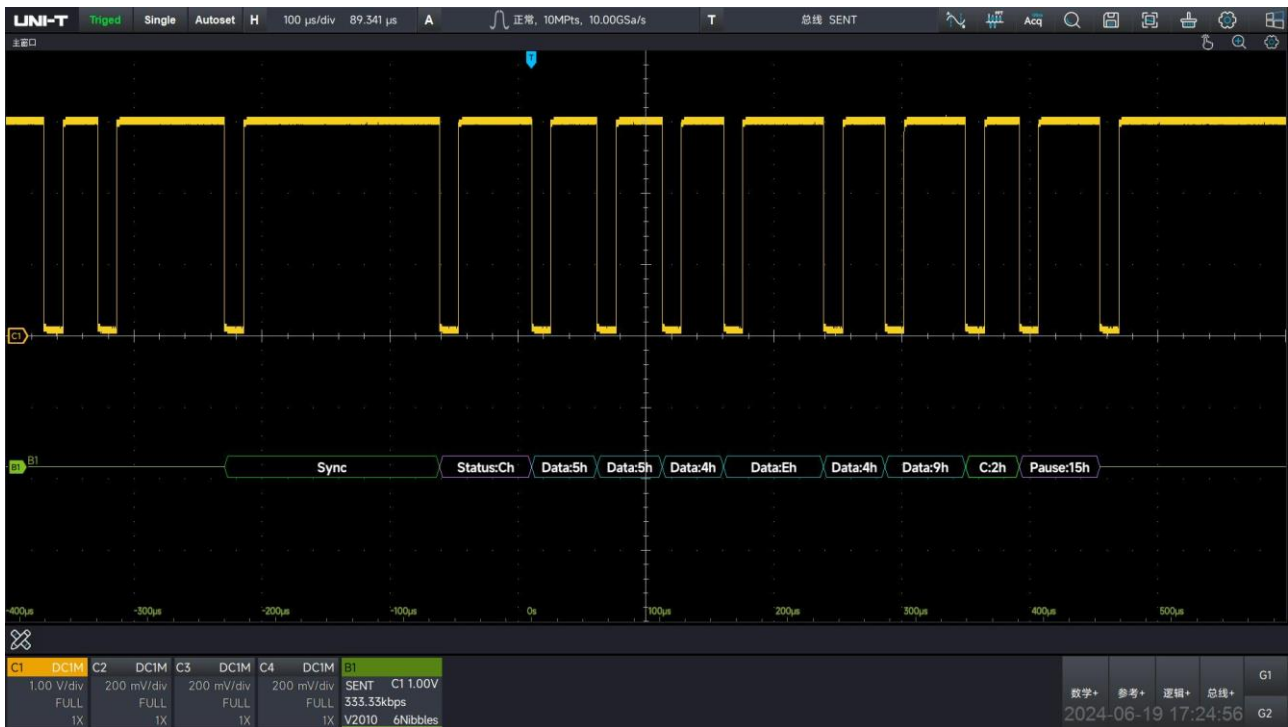 UNI-T Triged Single Autoset H 100 μs/div 89.341 μs A 正常, 10MPts, 10.00GSa/s T 总线 SENT Acq
主窗口
T
C1
B1 B1 Sync Status:Ch Data:5h Data:5h Data:4h Data:Eh Data:4h Data:9h C:2h Pause:15h
-400μs -300μs -200μs -100μs 0s 100μs 200μs 300μs 400μs 500μs
C1 DC1M C2 DC1M C3 DC1M C4 DC1M B1
1.00 V/div 200 mV/div 200 mV/div 200 mV/div SENT C1 1.00V
FULL FULL FULL FULL 333.33kbps
1X 1X 1X 1X V2010 6Nibbles
数学+ 参考+ 逻辑+ 总线+ G1
2024-06-19 17:24:56 G2